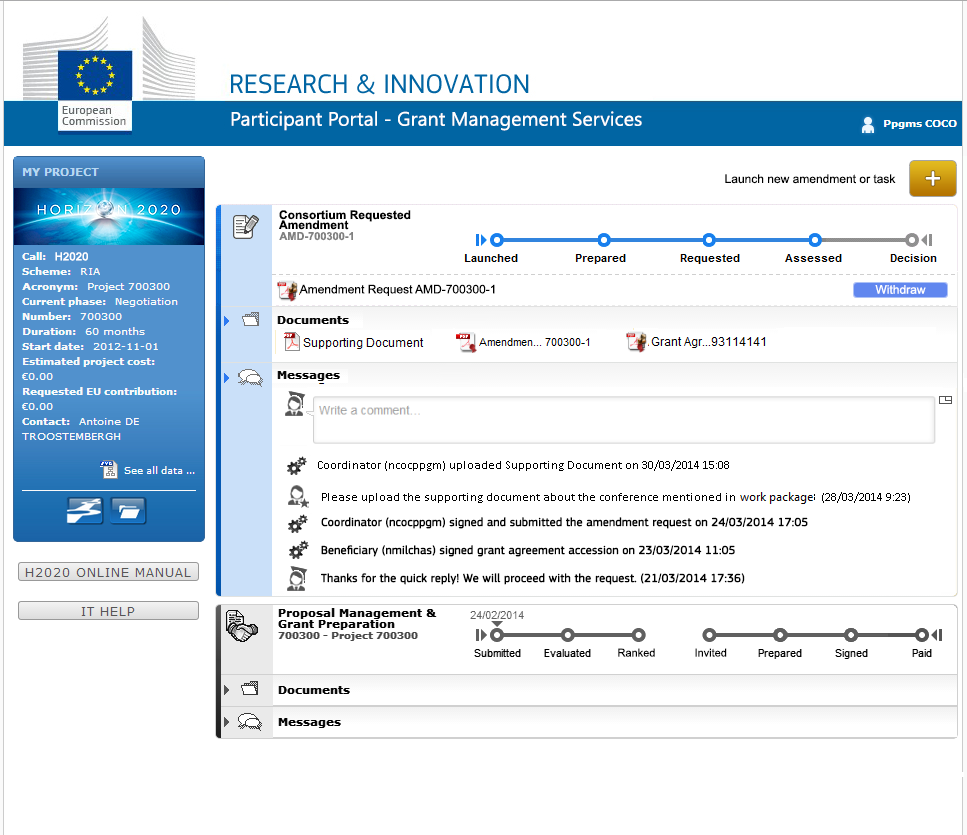 RESEARCH & INNOVATION
European
Commission
Participant Portal - Grant Management Services
Ppgms COCO
MY PROJECT
HORIZON 2020
Call: H2020
Scheme: RIA
Acronym: Project 700300
Current phase: Negotiation
Number: 700300
Duration: 60 months
Start date: 2012-11-01
Estimated project cost:
€0.00
Requested EU contribution:
€0.00
Contact: Antoine DE
TROOSTEMBERGH
See all data ...
H2020 ONLINE MANUAL
IT HELP
Launch new amendment or task
+
Consortium Requested
Amendment
AMD-700300-1
Launched Prepared Requested Assessed Decision
Amendment Request AMD-700300-1
Withdraw
Documents
Supporting Document Amendmen... 700300-1 Grant Agr...93114141
Messages
Write a comment...
Coordinator (ncocppgm) uploaded Supporting Document on 30/03/2014 15:08
Please upload the supporting document about the conference mentioned in work package: (28/03/2014 9:23)
Coordinator (ncocppgm) signed and submitted the amendment request on 24/03/2014 17:05
Beneficiary (nmilchas) signed grant agreement accession on 23/03/2014 11:05
Thanks for the quick reply! We will proceed with the request. (21/03/2014 17:36)
Proposal Management &
Grant Preparation
700300 - Project 700300
24/02/2014
Submitted Evaluated Ranked Invited Prepared Signed Paid
Documents
Messages